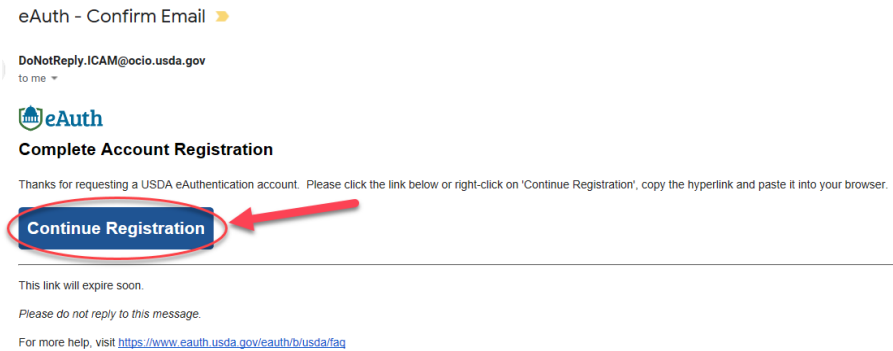 eAuth - Confirm Email
DoNotReply.ICAM@ocio.usda.gov
to me
eAuth
Complete Account Registration
Thanks for requesting a USDA eAuthentication account.  Please click the link below or right-click on 'Continue Registration', copy the hyperlink and paste it into your browser.
Continue Registration
This link will expire soon.
Please do not reply to this message.
For more help, visit https://www.eauth.usda.gov/eauth/b/usda/faq